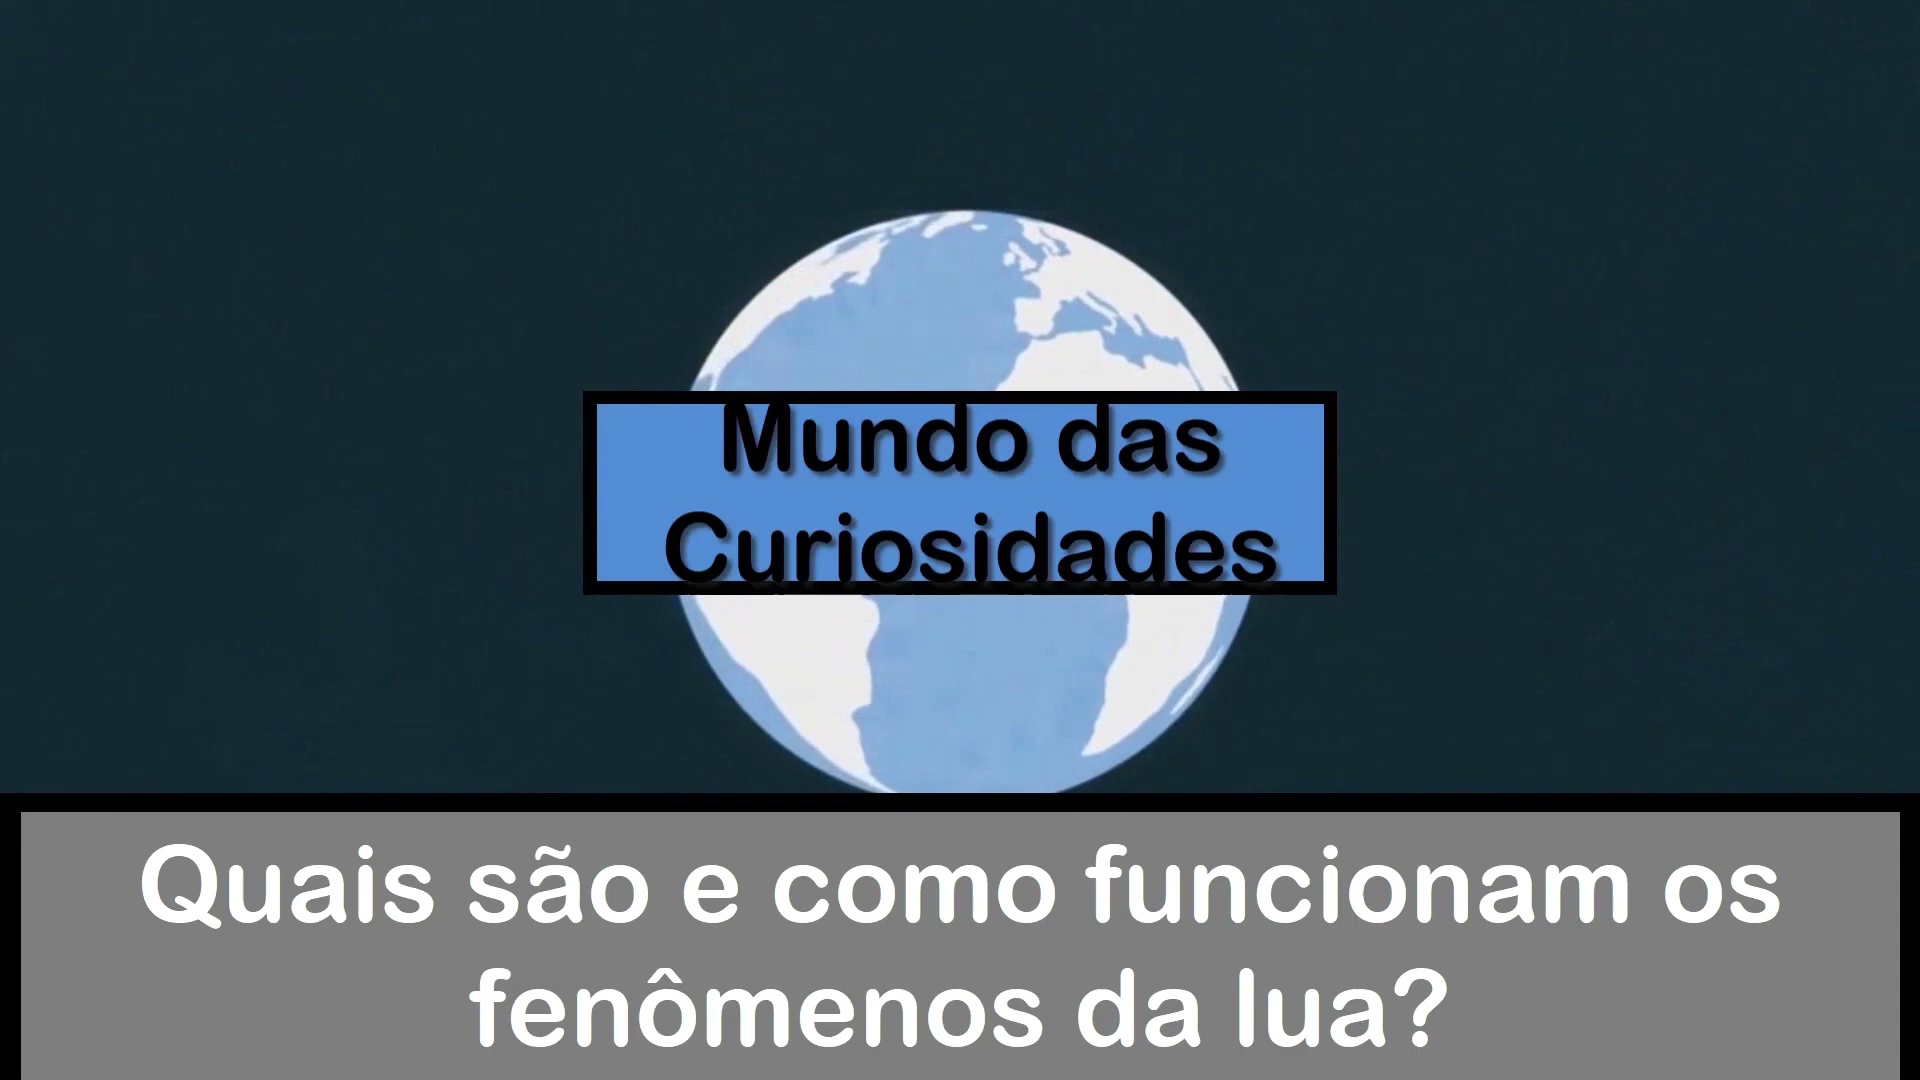 Mundo das
Curiosidades
Quais são e como funcionam os
fenômenos da lua?